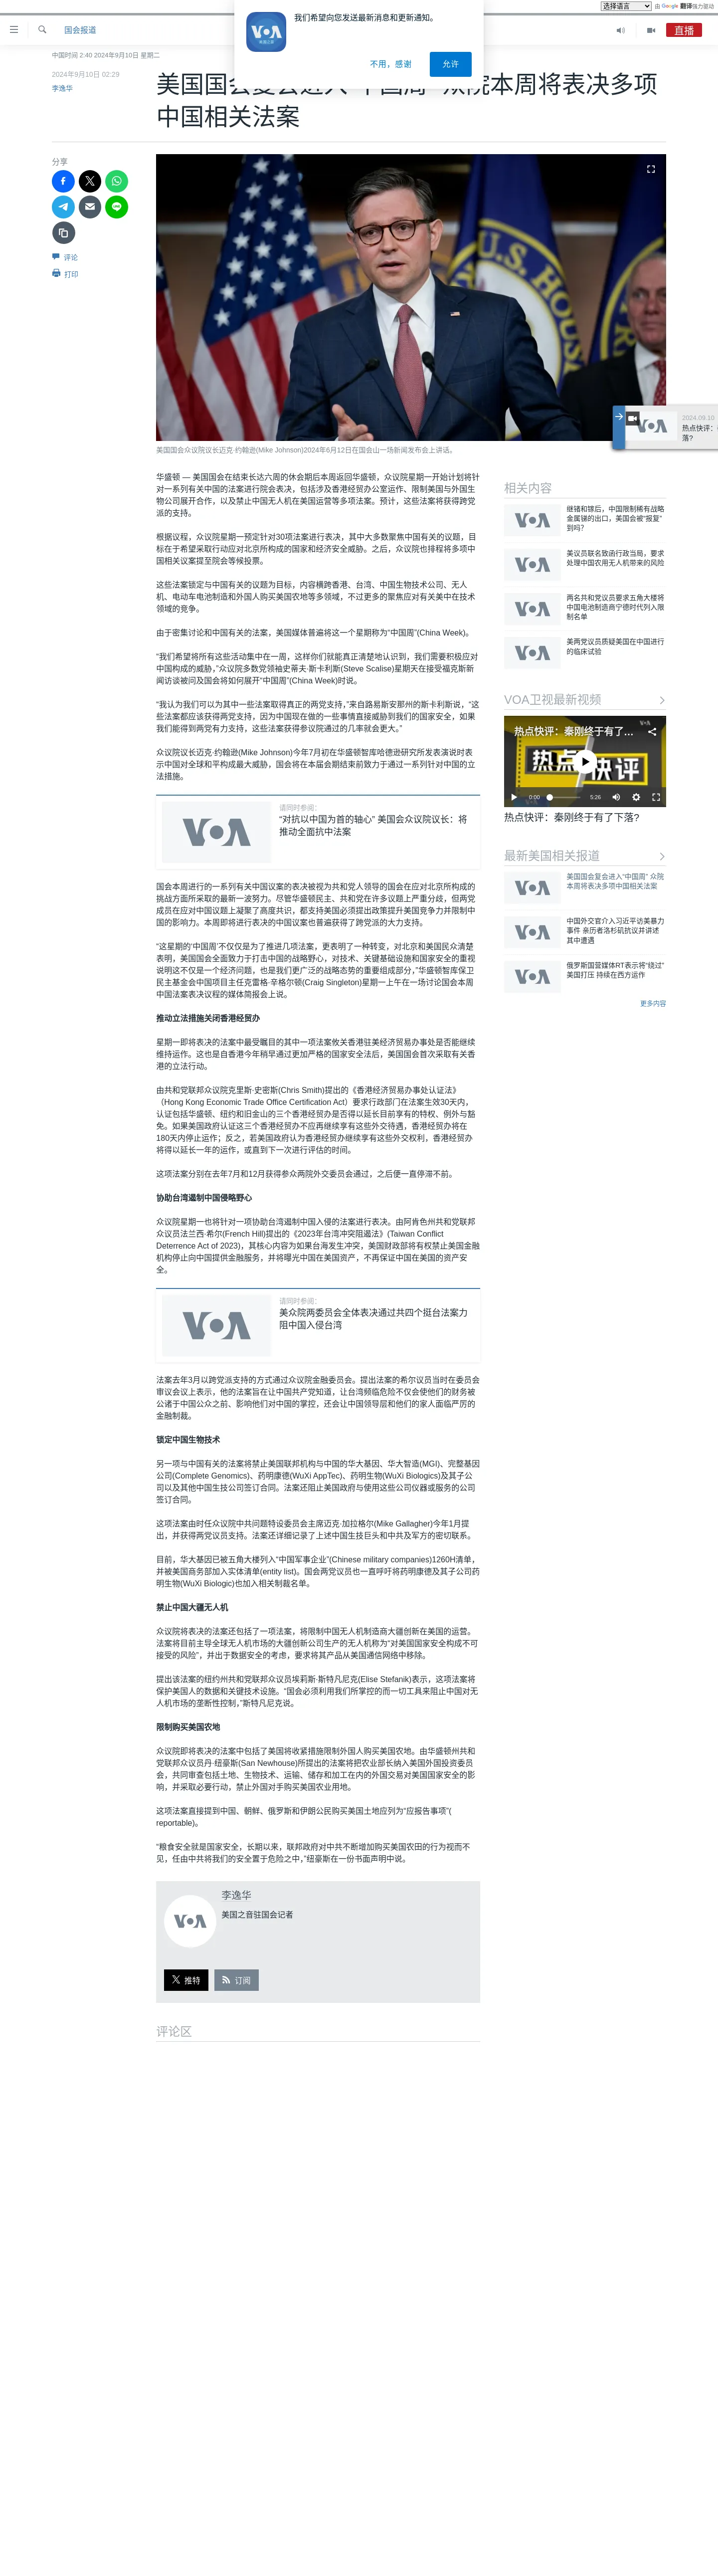 选择语言
由 Google 翻译强力驱动
我们希望向您发送最新消息和更新通知。
不用，感谢
允许
国会报道
直播
中国时间 2:40 2024年9月10日 星期二
2024年9月10日 02:29
李逸华
众院本周将表决多项
中国相关法案
分享
评论
打印
美国国会众议院议长迈克·约翰逊(Mike Johnson)2024年6月12日在国会山一场新闻发布会上讲话。
2024.09.10
热点快评：
落?
华盛顿 — 美国国会在结束长达六周的休会期后本周返回华盛顿，众议院星期一开始计划将针
对一系列有关中国的法案进行院会表决，包括涉及香港经贸办公室运作、限制美国与外国生
物公司展开合作，以及禁止中国无人机在美国运营等多项法案。预计，这些法案将获得跨党
派的支持。
根据议程，众议院星期一预定针对30项法案进行表决，其中大多数聚焦中国有关的议题，目
标在于希望采取行动应对北京所构成的国家和经济安全威胁。之后，众议院也排程将多项中
国相关议案提至院会等候投票。
这些法案锁定与中国有关的议题为目标，内容横跨香港、台湾、中国生物技术公司、无人
机、电动车电池制造和外国人购买美国农地等多领域，不过更多的聚焦应对有关美中在技术
领域的竞争。
由于密集讨论和中国有关的法案，美国媒体普遍将这一个星期称为“中国周”(China Week)。
“我们希望将所有这些活动集中在一周，这样你们就能真正清楚地认识到，我们需要积极应对
中国构成的威胁，”众议院多数党领袖史蒂夫·斯卡利斯(Steve Scalise)星期天在接受福克斯新
闻访谈被问及国会将如何展开“中国周”(China Week)时说。
“我认为我们可以为其中一些法案取得真正的两党支持，”来自路易斯安那州的斯卡利斯说，“这
些法案都应该获得两党支持，因为中国现在做的一些事情直接威胁到我们的国家安全，如果
我们能得到两党有力支持，这些法案获得参议院通过的几率就会更大。”
众议院议长迈克·约翰逊(Mike Johnson)今年7月初在华盛顿智库哈德逊研究所发表演说时表
示中国对全球和平构成最大威胁，国会将在本届会期结束前致力于通过一系列针对中国的立
法措施。
请同时参阅：
“对抗以中国为首的轴心” 美国会众议院议长：将
推动全面抗中法案
国会本周进行的一系列有关中国议案的表决被视为共和党人领导的国会在应对北京所构成的
挑战方面所采取的最新一波努力。尽管华盛顿民主、共和党在许多议题上严重分歧，但两党
成员在应对中国议题上凝聚了高度共识，都支持美国必须提出政策提升美国竞争力并限制中
国的影响力。本周即将进行表决的中国议案也普遍获得了跨党派的大力支持。
“这星期的‘中国周’不仅仅是为了推进几项法案，更表明了一种转变，对北京和美国民众清楚
表明，美国国会全面致力于打击中国的战略野心，对技术、关键基础设施和国家安全的重视
说明这不仅是一个经济问题，也是我们更广泛的战略态势的重要组成部分，”华盛顿智库保卫
民主基金会中国项目主任克雷格·辛格尔顿(Craig Singleton)星期一上午在一场讨论国会本周
中国法案表决议程的媒体简报会上说。
推动立法措施关闭香港经贸办
星期一即将表决的法案中最受瞩目的其中一项法案攸关香港驻美经济贸易办事处是否能继续
维持运作。这也是自香港今年稍早通过更加严格的国家安全法后，美国国会首次采取有关香
港的立法行动。
由共和党联邦众议院克里斯·史密斯(Chris Smith)提出的《香港经济贸易办事处认证法》
（Hong Kong Economic Trade Office Certification Act）要求行政部门在法案生效30天内，
认证包括华盛顿、纽约和旧金山的三个香港经贸办是否得以延长目前享有的特权、例外与豁
免。如果美国政府认证这三个香港经贸办不应再继续享有这些外交待遇，香港经贸办将在
180天内停止运作；反之，若美国政府认为香港经贸办继续享有这些外交权利，香港经贸办
将得以延长一年的运作，或直到下一次进行评估的时间。
这项法案分别在去年7月和12月获得参众两院外交委员会通过，之后便一直停滞不前。
协助台湾遏制中国侵略野心
众议院星期一也将针对一项协助台湾遏制中国入侵的法案进行表决。由阿肯色州共和党联邦
众议员法兰西·希尔(French Hill)提出的《2023年台湾冲突阻遏法》(Taiwan Conflict
Deterrence Act of 2023)，其核心内容为如果台海发生冲突，美国财政部将有权禁止美国金融
机构停止向中国提供金融服务，并将曝光中国在美国资产，不再保证中国在美国的资产安
全。
请同时参阅：
美众院两委员会全体表决通过共四个挺台法案力
阻中国入侵台湾
法案去年3月以跨党派支持的方式通过众议院金融委员会。提出法案的希尔议员当时在委员会
审议会议上表示，他的法案旨在让中国共产党知道，让台湾频临危险不仅会使他们的财务被
公诸于中国公众之前、影响他们对中国的掌控，还会让中国领导层和他们的家人面临严厉的
金融制裁。
锁定中国生物技术
另一项与中国有关的法案将禁止美国联邦机构与中国的华大基因、华大智造(MGI)、完整基因
公司(Complete Genomics)、药明康德(WuXi AppTec)、药明生物(WuXi Biologics)及其子公
司以及其他中国生技公司签订合同。法案还阻止美国政府与使用这些公司仪器或服务的公司
签订合同。
这项法案由时任众议院中共问题特设委员会主席迈克·加拉格尔(Mike Gallagher)今年1月提
出，并获得两党议员支持。法案还详细记录了上述中国生技巨头和中共及军方的密切联系。
目前，华大基因已被五角大楼列入“中国军事企业”(Chinese military companies)1260H清单，
并被美国商务部加入实体清单(entity list)。国会两党议员也一直呼吁将药明康德及其子公司药
明生物(WuXi Biologic)也加入相关制裁名单。
禁止中国大疆无人机
众议院将表决的法案还包括了一项法案，将限制中国无人机制造商大疆创新在美国的运营。
法案将目前主导全球无人机市场的大疆创新公司生产的无人机称为“对美国国家安全构成不可
接受的风险”，并出于数据安全的考虑，要求将其产品从美国通信网络中移除。
提出该法案的纽约州共和党联邦众议员埃莉斯·斯特凡尼克(Elise Stefanik)表示，这项法案将
保护美国人的数据和关键技术设施。“国会必须利用我们所掌控的而一切工具来阻止中国对无
人机市场的垄断性控制，”斯特凡尼克说。
限制购买美国农地
众议院即将表决的法案中包括了美国将收紧措施限制外国人购买美国农地。由华盛顿州共和
党联邦众议员丹·纽豪斯(San Newhouse)所提出的法案将把农业部长纳入美国外国投资委员
会，共同审查包括土地、生物技术、运输、储存和加工在内的外国交易对美国国家安全的影
响，并采取必要行动，禁止外国对手购买美国农业用地。
这项法案直接提到中国、朝鲜、俄罗斯和伊朗公民购买美国土地应列为“应报告事项”(
reportable)。
“粮食安全就是国家安全，长期以来，联邦政府对中共不断增加购买美国农田的行为视而不
见，任由中共将我们的安全置于危险之中，”纽豪斯在一份书面声明中说。
李逸华
美国之音驻国会记者
推特
订阅
评论区
相关内容
继锗和镓后，中国限制稀有战略
金属锑的出口，美国会被“报复”
到吗?
美议员联名致函行政当局，要求
处理中国农用无人机带来的风险
两名共和党议员要求五角大楼将
中国电池制造商宁德时代列入限
制名单
美两党议员质疑美国在中国进行
的临床试验
VOA卫视最新视频
热点快评：秦刚终于有了…
热点快评
0:00
5:26
热点快评：秦刚终于有了下落?
最新美国相关报道
美国国会复会进入“中国周” 众院
本周将表决多项中国相关法案
中国外交官介入习近平访美暴力
事件 亲历者洛杉矶抗议并讲述
其中遭遇
俄罗斯国营媒体RT表示将“绕过”
美国打压 持续在西方运作
更多内容